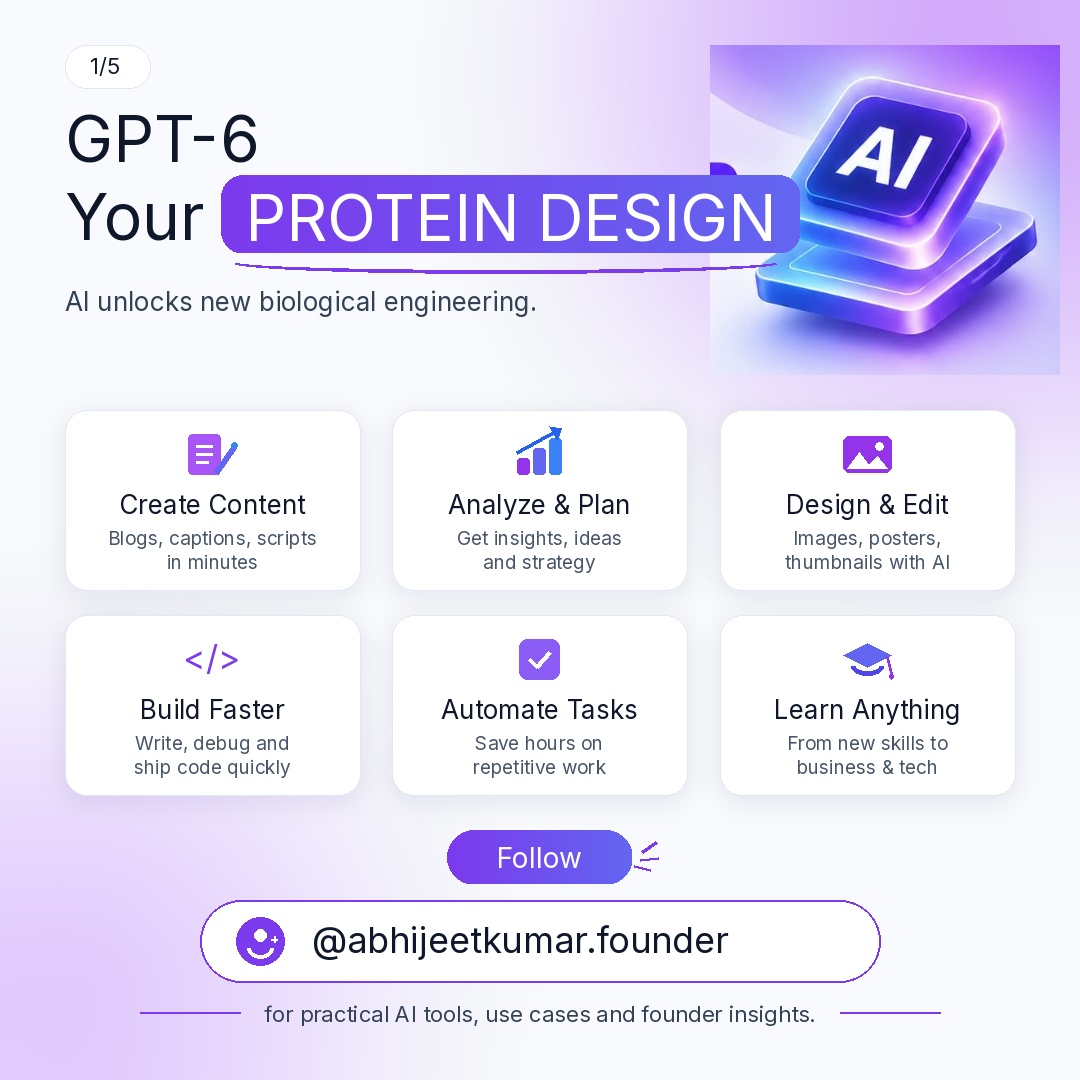 1/5
GPT-6
Your PROTEIN DESIGN
AI unlocks new biological engineering.
AI
Create Content
Blogs, captions, scripts
in minutes
Analyze & Plan
Get insights, ideas
and strategy
Design & Edit
Images, posters,
thumbnails with AI
</>
Build Faster
Write, debug and
ship code quickly
Automate Tasks
Save hours on
repetitive work
Learn Anything
From new skills to
business & tech
Follow
@abhijeetkumar.founder
for practical AI tools, use cases and founder insights.